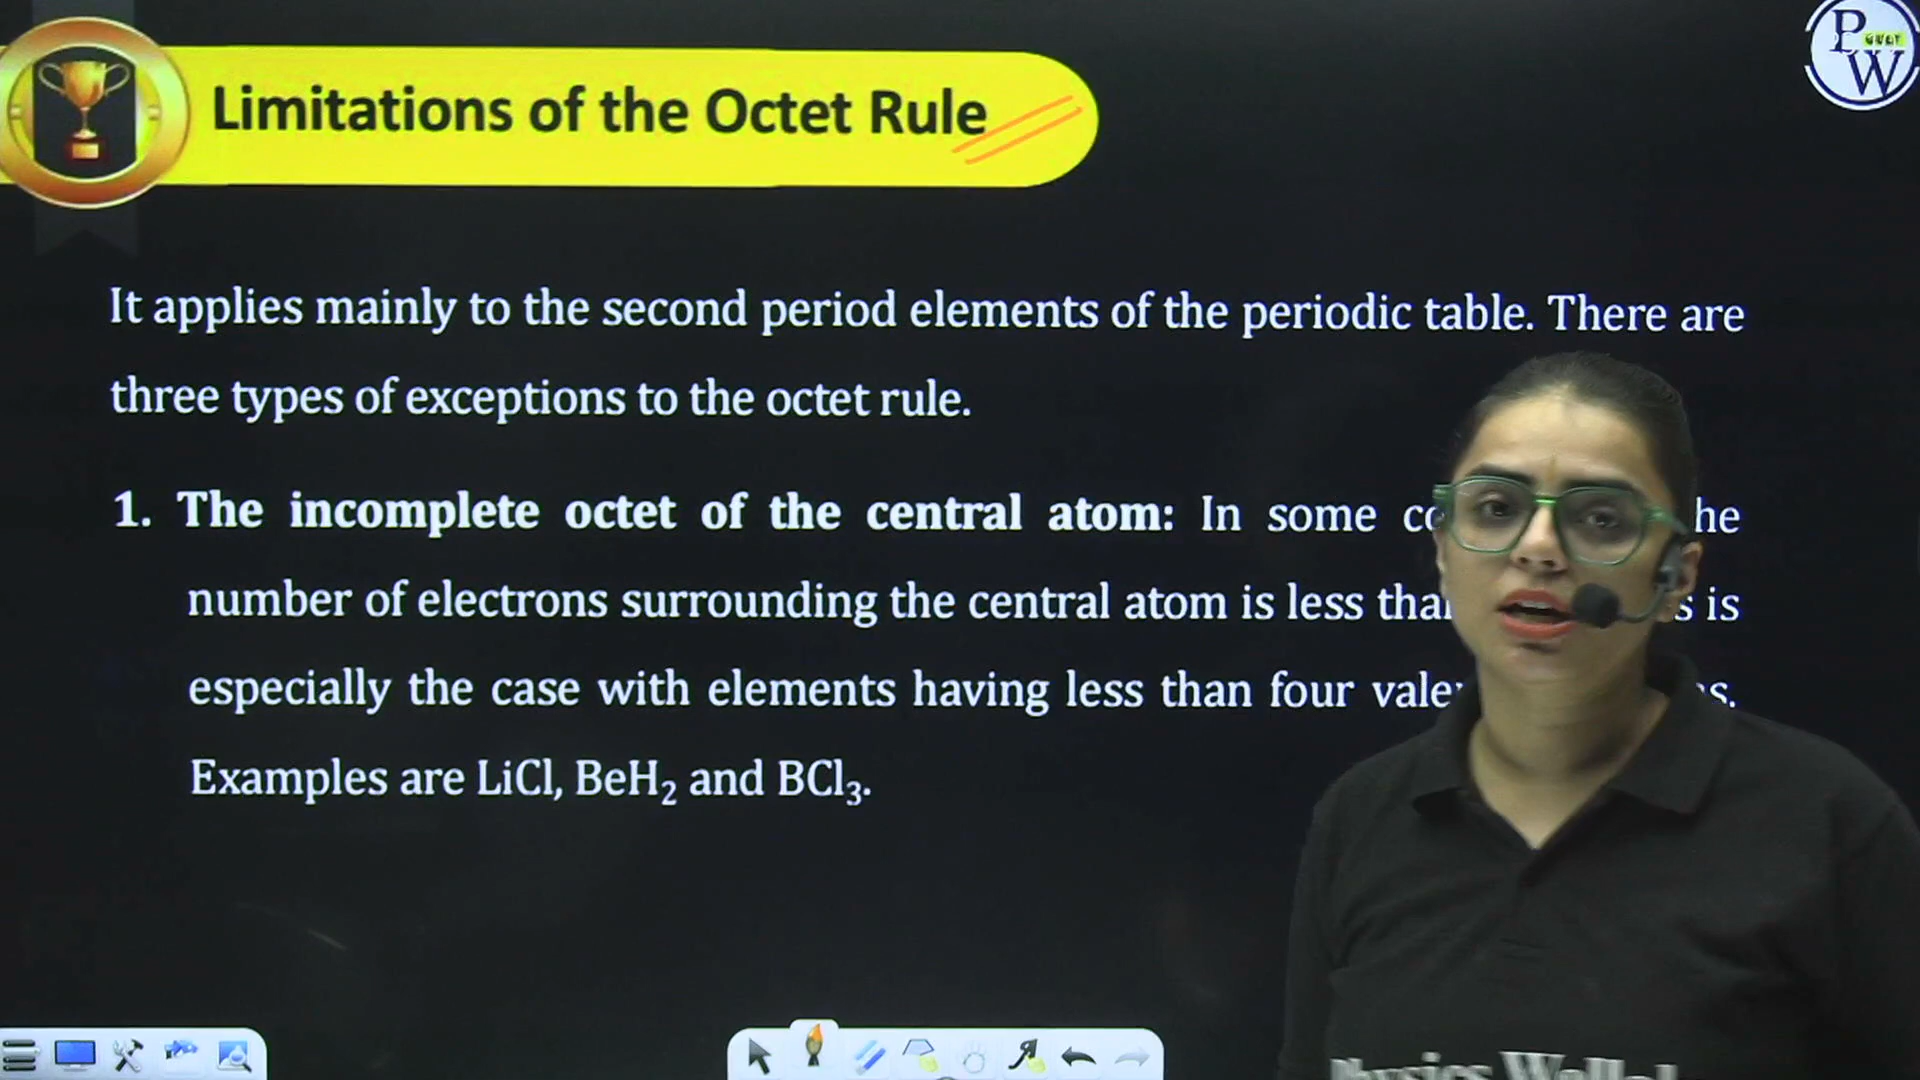 Limitations of the Octet Rule
PW
It applies mainly to the second period elements of the periodic table. There are
three types of exceptions to the octet rule.
1. The incomplete octet of the central atom: In some
number of electrons surrounding the central atom is less is
especially the case with elements having less than four
Examples are LiCl, BeH₂ and BCl₃.